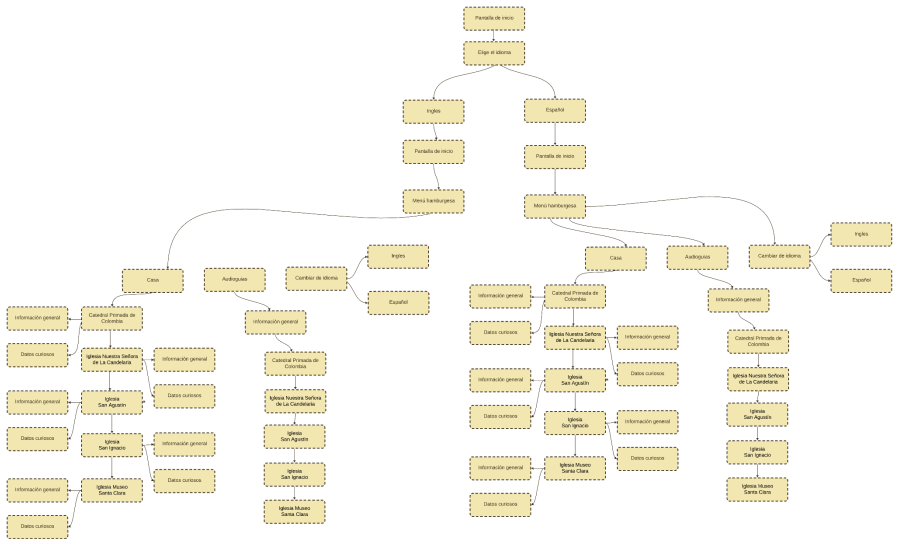 Pantalla de inicio
Elige el idioma
Ingles
Español
Pantalla de inicio
Pantalla de inicio
Menú hamburgesa
Menú hamburgesa
Casa
Audioguias
Cambiar de idioma
Ingles
Español
Información general
Catedral Primada de
Colombia
Datos curiosos
Iglesia Nuestra Señora
de La Candelaria
Información general
Datos curiosos
Información general
Iglesia
San Agustín
Datos curiosos
Iglesia
San Ignacio
Información general
Datos curiosos
Información general
Iglesia Museo
Santa Clara
Datos curiosos
Información general
Catedral Primada de
Colombia
Iglesia Nuestra Señora
de La Candelaria
Iglesia
San Agustín
Iglesia
San Ignacio
Iglesia Museo
Santa Clara
Casa
Audioguias
Cambiar de idioma
Ingles
Español
Información general
Catedral Primada de
Colombia
Datos curiosos
Iglesia Nuestra Señora
de La Candelaria
Información general
Datos curiosos
Información general
Iglesia
San Agustín
Datos curiosos
Iglesia
San Ignacio
Información general
Datos curiosos
Información general
Iglesia Museo
Santa Clara
Datos curiosos
Información general
Catedral Primada de
Colombia
Iglesia Nuestra Señora
de La Candelaria
Iglesia
San Agustín
Iglesia
San Ignacio
Iglesia Museo
Santa Clara